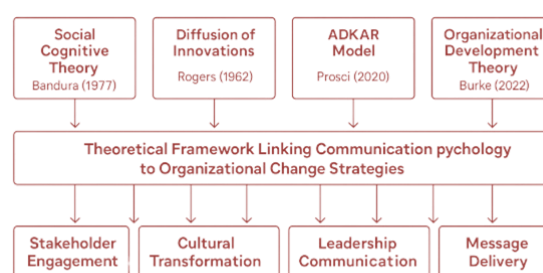 Social
Cognitive
Theory
Bandura (1977)
Diffusion of
Innovations
Rogers (1962)
ADKAR
Model
Prosci (2020)
Organizational
Development
Theory
Burke (2022)
Theoretical Framework Linking Communication pychology
to Organizational Change Strategies
Stakeholder
Engagement
Cultural
Transformation
Leadership
Communication
Message
Delivery